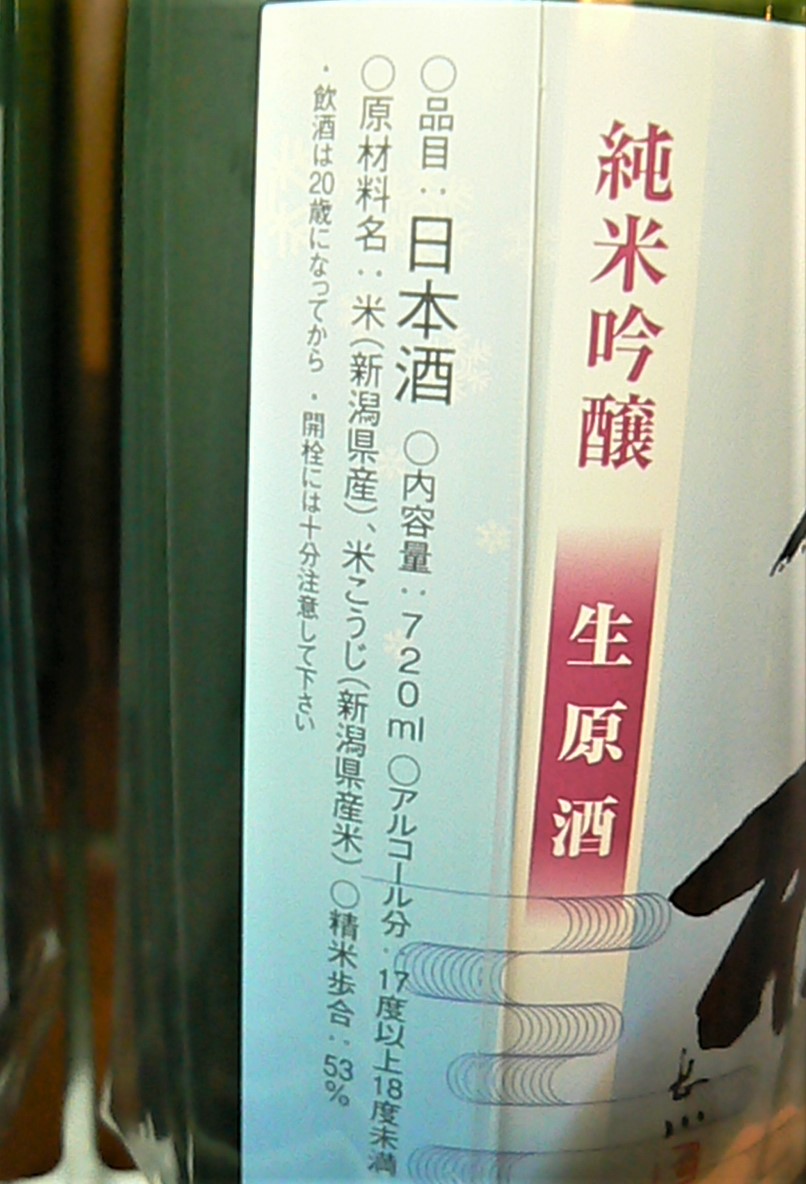 純米吟醸
生原酒
○品目：日本酒 ○内容量：720ml ○アルコール分：17度以上18度未満
○原材料名：米（新潟県産）、米こうじ（新潟県産米） ○精米歩合：53％
・飲酒は20歳になってから ・開栓には十分注意して下さい